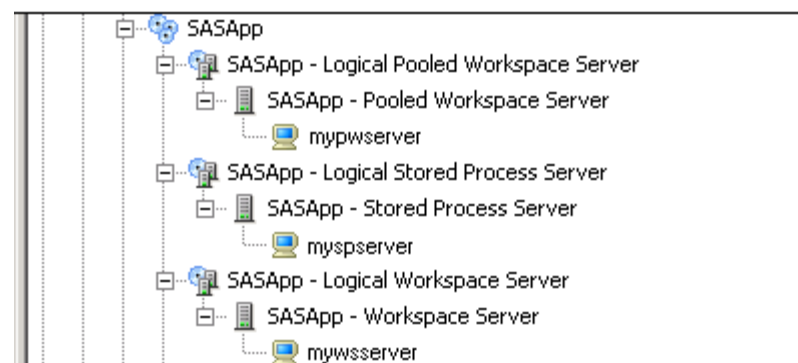 SASApp
SASApp - Logical Pooled Workspace Server
SASApp - Pooled Workspace Server
mypwserver
SASApp - Logical Stored Process Server
SASApp - Stored Process Server
myspserver
SASApp - Logical Workspace Server
SASApp - Workspace Server
mywsserver